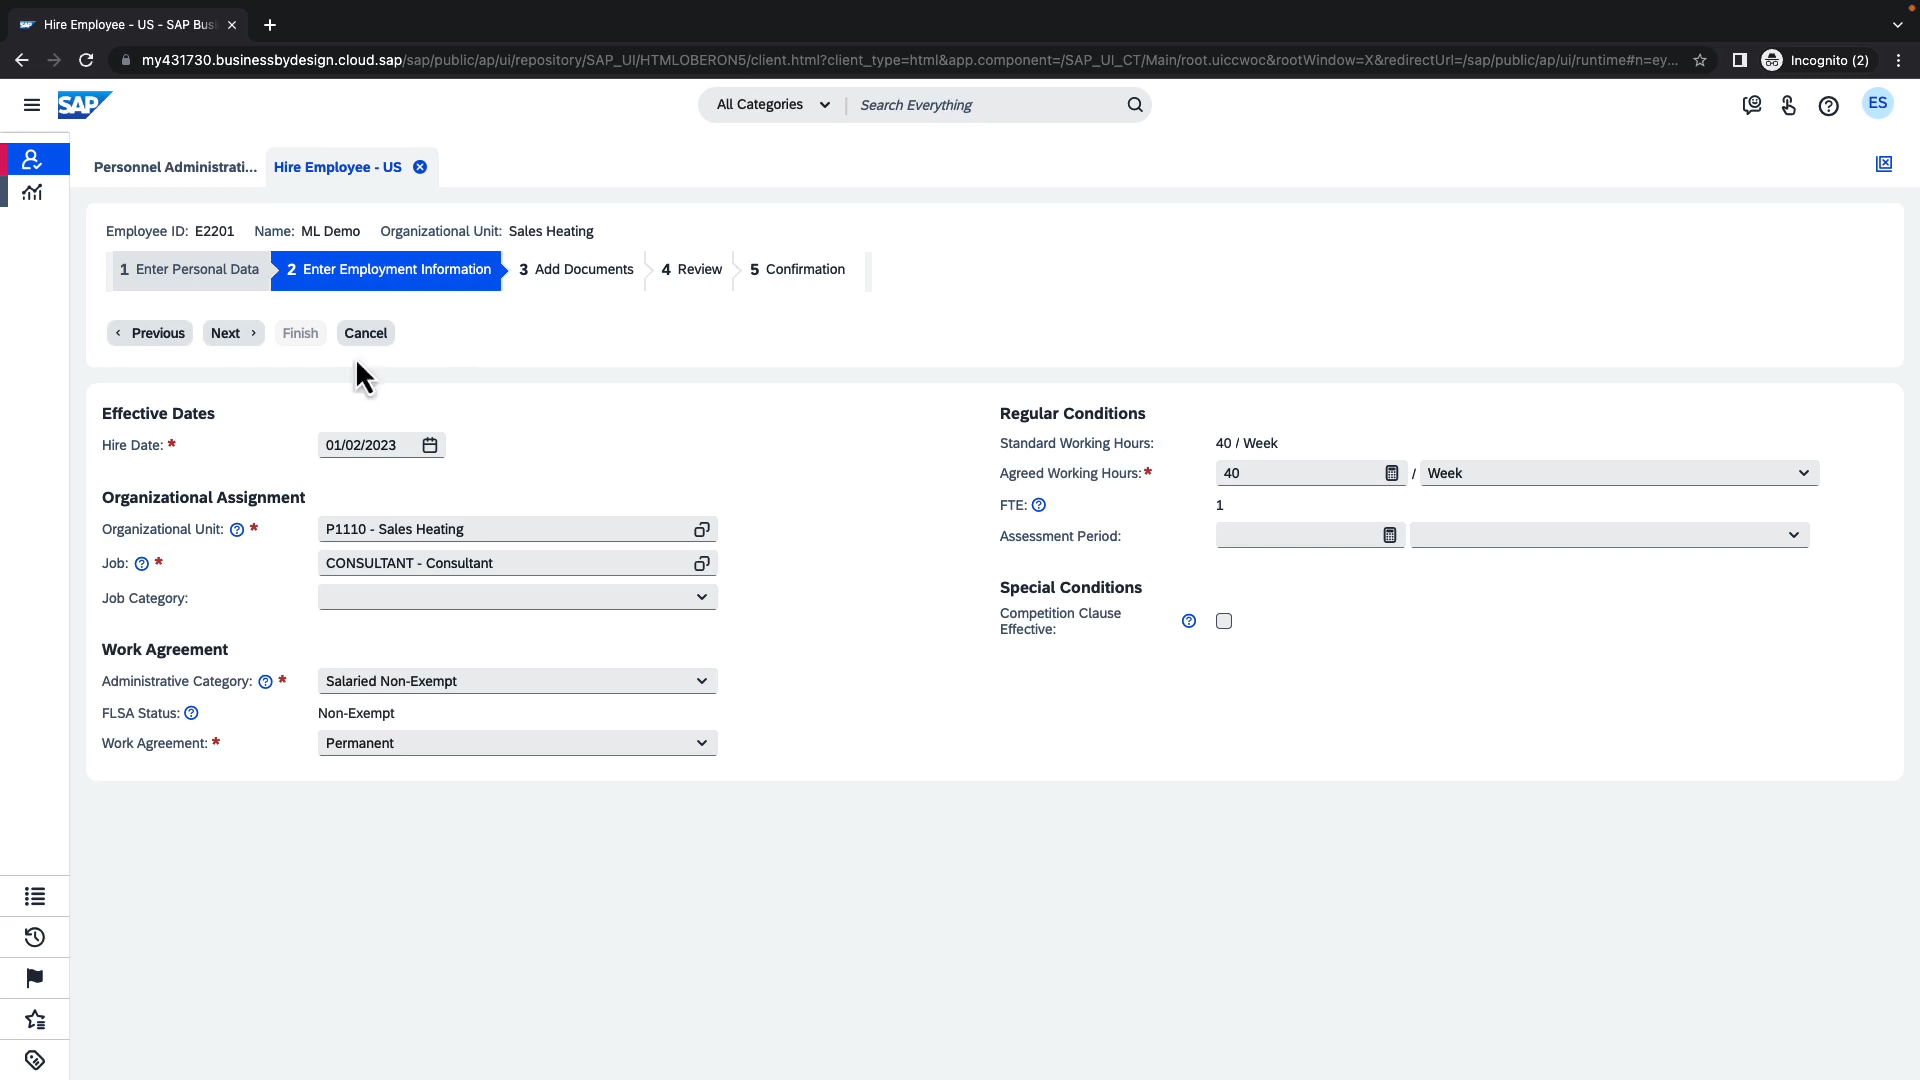 Hire Employee - US - SAP Bus
my431730.businessbydesign.cloud.sap/sap/public/ap/ui/repository/SAP_UI/HTMLOBERON5/client.html?client_type=html&app.component=/SAP_UI_CT/Main/root.uiccwoc&rootWindow=X&redirectUrl=/sap/public/ap/ui/runtime#n=ey...
Incognito (2)
SAP
All Categories
Search Everything
ES
Personnel Administrati...
Hire Employee - US
Employee ID: E2201 Name: ML Demo Organizational Unit: Sales Heating
1 Enter Personal Data
2 Enter Employment Information
3 Add Documents
4 Review
5 Confirmation
Previous
Next
Finish
Cancel
Effective Dates
Hire Date: *
01/02/2023
Organizational Assignment
Organizational Unit: *
P1110 - Sales Heating
Job: *
CONSULTANT - Consultant
Job Category:
Work Agreement
Administrative Category: *
Salaried Non-Exempt
FLSA Status:
Non-Exempt
Work Agreement: *
Permanent
Regular Conditions
Standard Working Hours:
40 / Week
Agreed Working Hours:*
40
/
Week
FTE:
1
Assessment Period:
Special Conditions
Competition Clause
Effective: